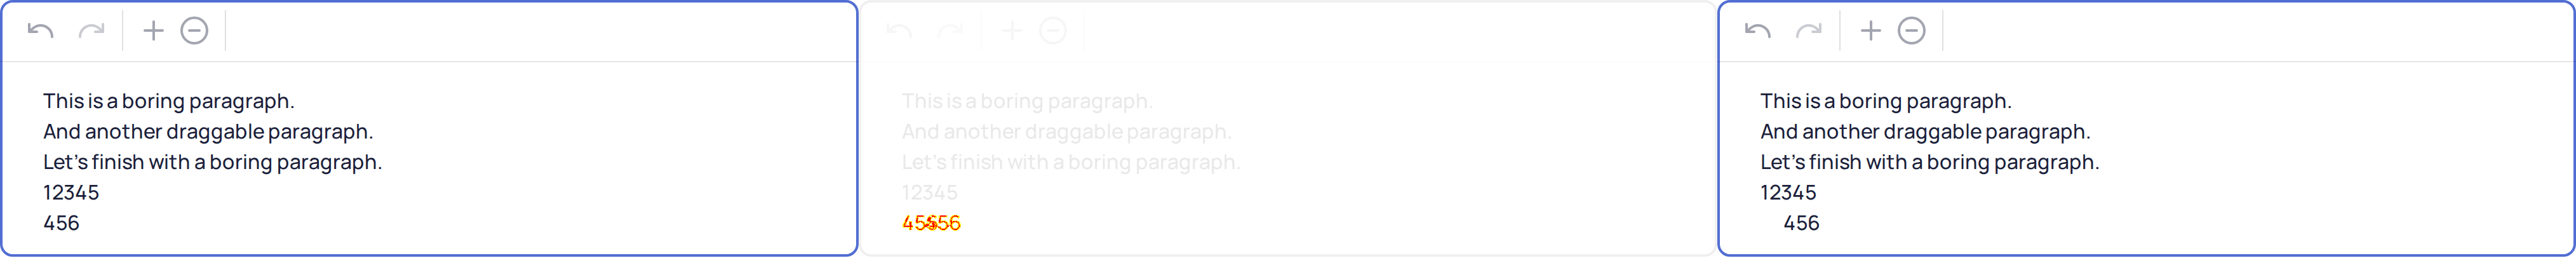 This is a boring paragraph.
And another draggable paragraph.
Let's finish with a boring paragraph.
12345
456
This is a boring paragraph.
And another draggable paragraph.
Let's finish with a boring paragraph.
12345
This is a boring paragraph.
And another draggable paragraph.
Let's finish with a boring paragraph.
12345
456